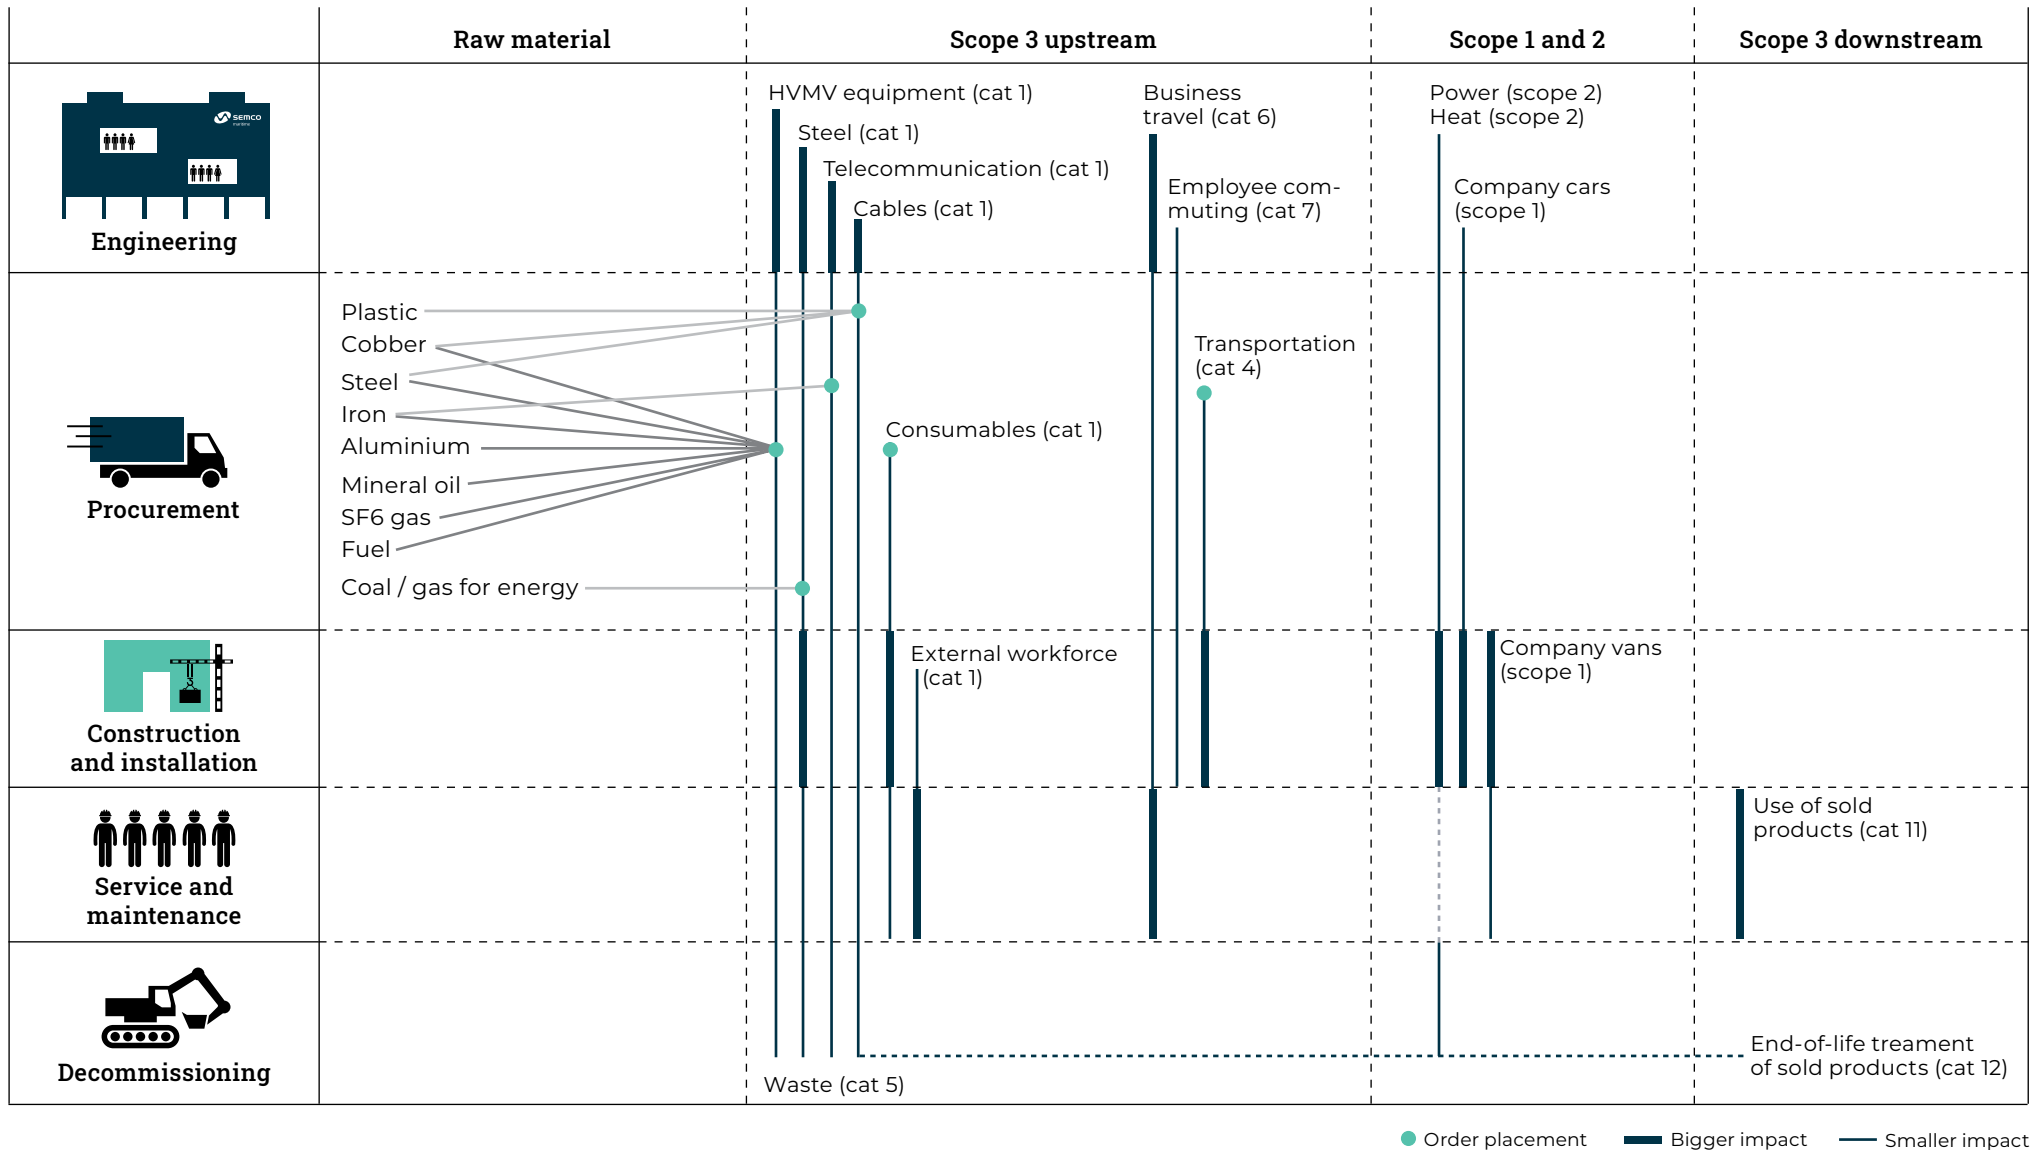 Raw material
Scope 3 upstream
Scope 1 and 2
Scope 3 downstream
semco
maritime
Engineering
HVMV equipment (cat 1)
Steel (cat 1)
Telecommunication (cat 1)
Cables (cat 1)
Business
travel (cat 6)
Employee com-
muting (cat 7)
Power (scope 2)
Heat (scope 2)
Company cars
(scope 1)
Procurement
Plastic
Cobber
Steel
Iron
Aluminium
Mineral oil
SF6 gas
Fuel
Coal / gas for energy
Consumables (cat 1)
Transportation
(cat 4)
Construction
and installation
External workforce
(cat 1)
Company vans
(scope 1)
Service and
maintenance
Use of sold
products (cat 11)
Decommissioning
Waste (cat 5)
End-of-life treament
of sold products (cat 12)
Order placement
Bigger impact
Smaller impact